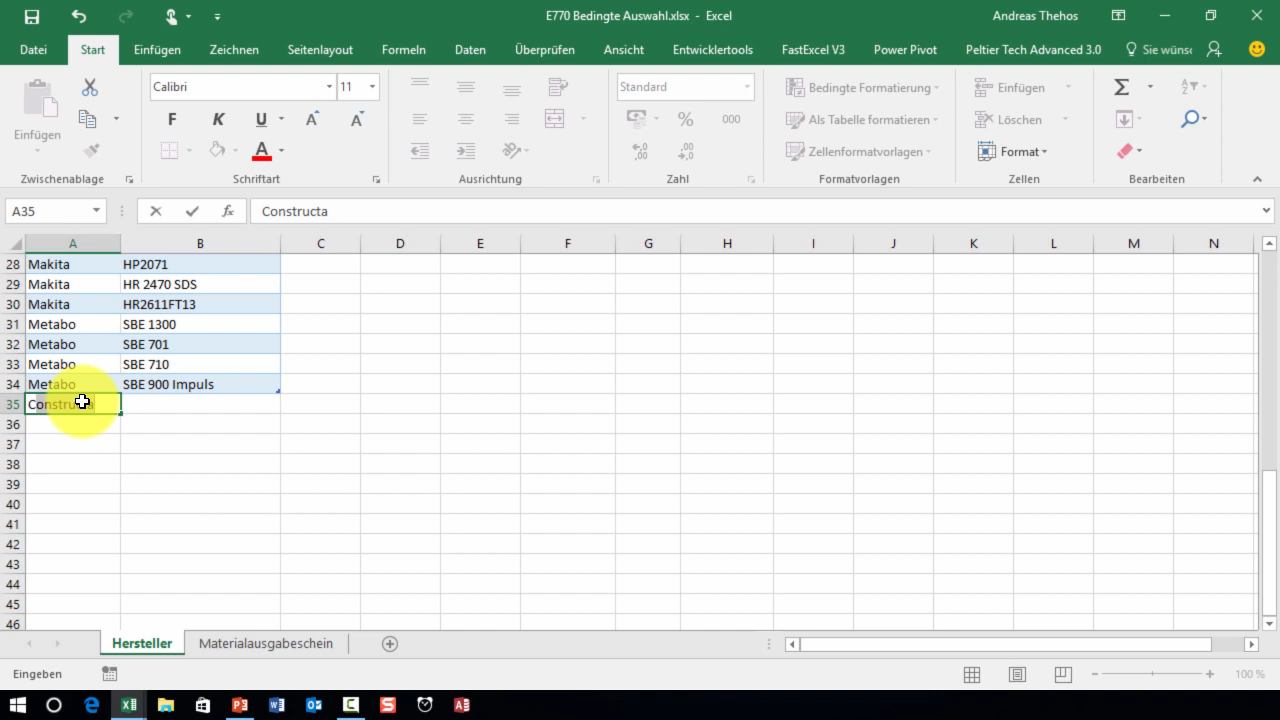 E770 Bedingte Auswahl.xlsx - Excel
Andreas Thehos
Datei Start Einfügen Zeichnen Seitenlayout Formeln Daten Überprüfen Ansicht Entwicklertools FastExcel V3 Power Pivot Peltier Tech Advanced 3.0 Sie wüns
Einfügen
Zwischenablage
Calibri 11
F K U A A
A
Schriftart
Ausrichtung
Standard
% 000
Zahl
Bedingte Formatierung
Als Tabelle formatieren
Zellenformatvorlagen
Formatvorlagen
Einfügen
Löschen
Format
Zellen
Bearbeiten
A35 fx Constructa
A B C D E F G H I J K L M N
28 Makita HP2071
29 Makita HR 2470 SDS
30 Makita HR2611FT13
31 Metabo SBE 1300
32 Metabo SBE 701
33 Metabo SBE 710
34 Metabo SBE 900 Impuls
35 Constructa
36
37
38
39
40
41
42
43
44
45
46
Hersteller Materialausgabeschein
Eingeben 100 %